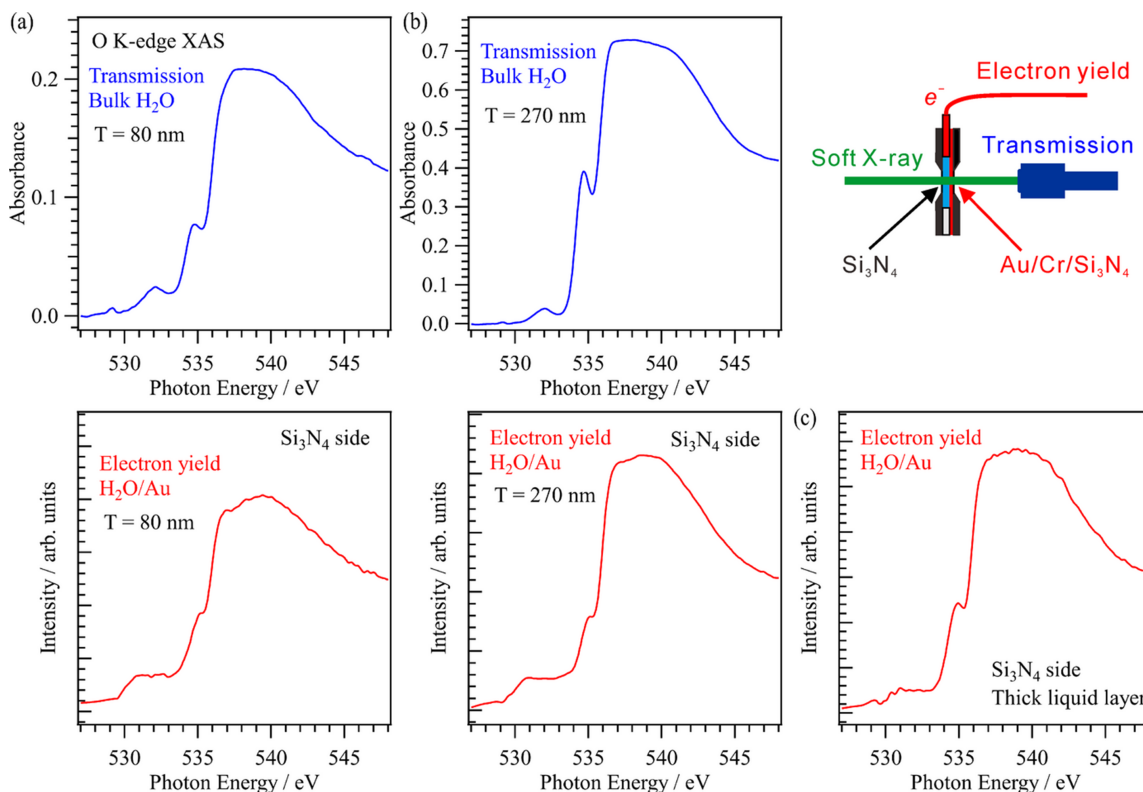 (a)
O K-edge XAS
Transmission
Bulk H₂O
T = 80 nm
Absorbance
0.2
0.1
0.0
530
535
540
545
Photon Energy / eV
(b)
Transmission
Bulk H₂O
T = 270 nm
Absorbance
0.7
0.6
0.5
0.4
0.3
0.2
0.1
0.0
530
535
540
545
Photon Energy / eV
Electron yield
e⁻
Soft X-ray
Transmission
Si₃N₄
Au/Cr/Si₃N₄
Si₃N₄ side
Electron yield
H₂O/Au
T = 80 nm
Intensity / arb. units
530
535
540
545
Photon Energy / eV
Electron yield
Si₃N₄ side
H₂O/Au
T = 270 nm
Intensity / arb. units
530
535
540
545
Photon Energy / eV
(c)
Electron yield
H₂O/Au
Si₃N₄ side
Thick liquid layer
Intensity / arb. units
530
535
540
545
Photon Energy / eV